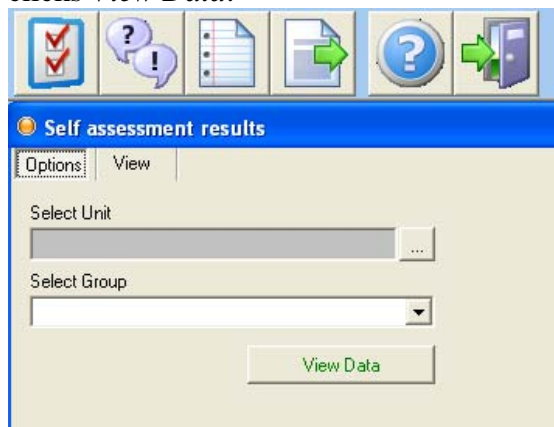 clicks View Data.
Self assessment results
Options View
Select Unit
...
Select Group
View Data